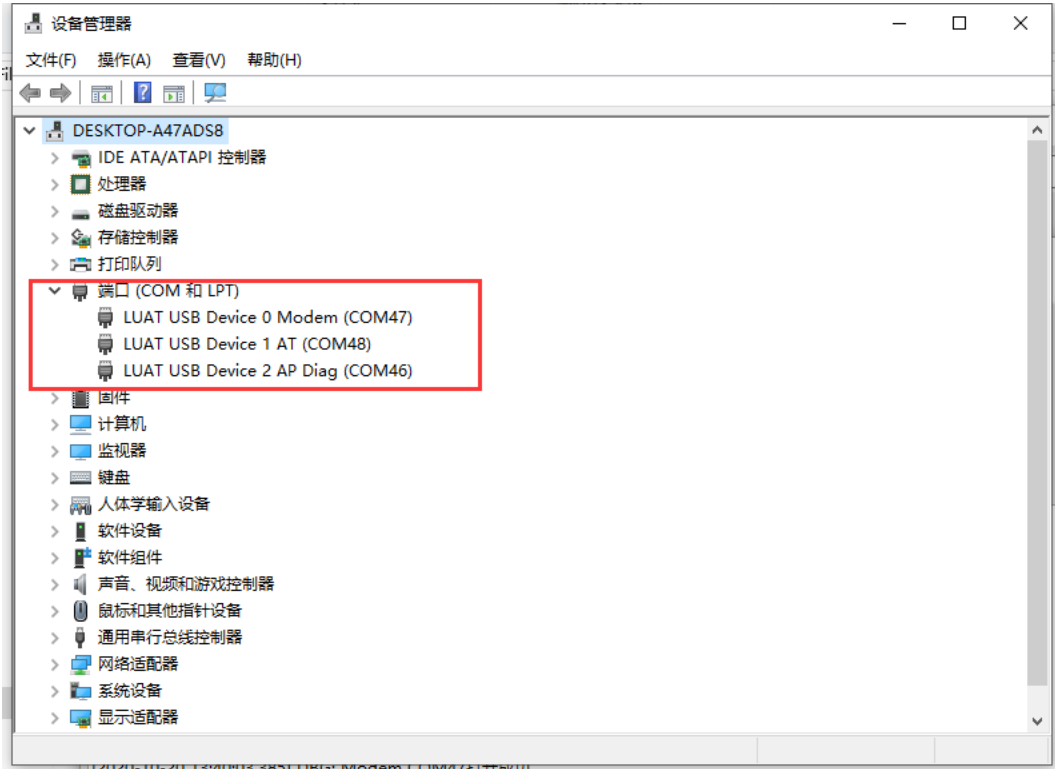 设备管理器
文件(F) 操作(A) 查看(V) 帮助(H)
DESKTOP-A47ADS8
IDE ATA/ATAPI 控制器
处理器
磁盘驱动器
存储控制器
打印队列
端口 (COM 和 LPT)
LUAT USB Device 0 Modem (COM47)
LUAT USB Device 1 AT (COM48)
LUAT USB Device 2 AP Diag (COM46)
固件
计算机
监视器
键盘
人体学输入设备
软件设备
软件组件
声音、视频和游戏控制器
鼠标和其他指针设备
通用串行总线控制器
网络适配器
系统设备
显示适配器